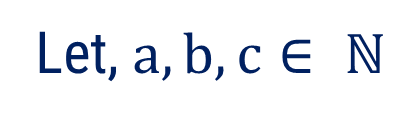 Let, a, b, c ∈ ℕ